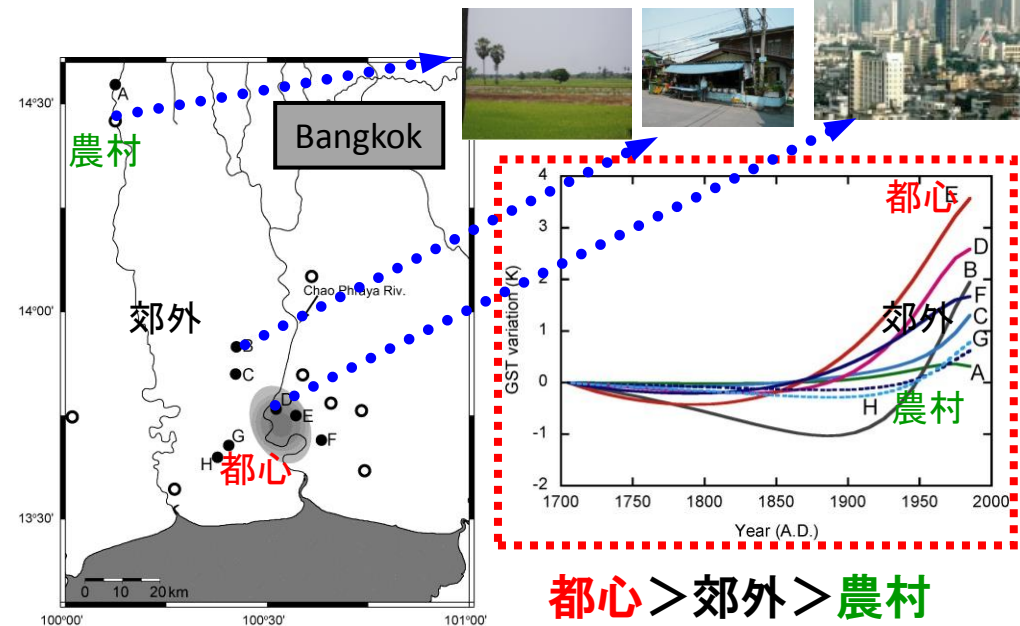 14°30'
14°00'
13°30'
100°00'
100°30'
101°00'
A
農村
Bangkok
Chao Phraya Riv.
郊外
B
C
D
E
F
G
H
都心
0 10 20 km
4
3
2
1
0
-1
-2
GST variation (K)
都心
E
D
B
F
郊外
C
G
A
H
農村
1700 1750 1800 1850 1900 1950 2000
Year (A.D.)
都心＞郊外＞農村